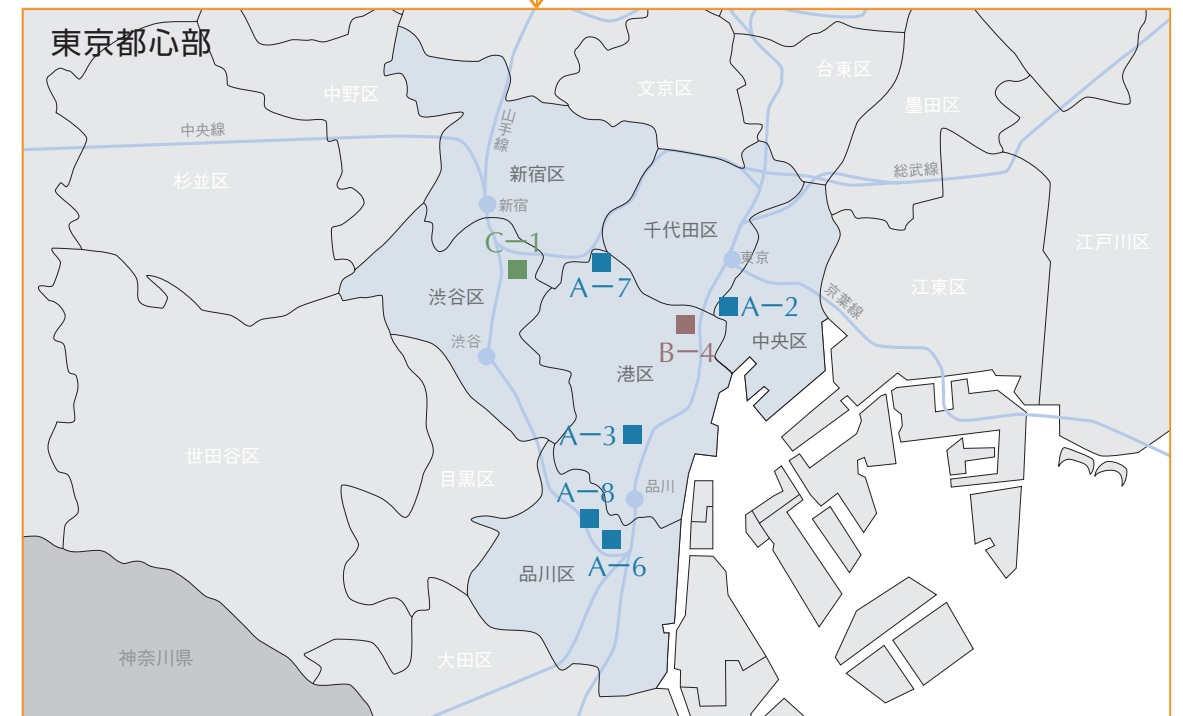 東京都心部
台東区
文京区
中野区
墨田区
山手線
中央線
総武線
新宿区
杉並区
新宿
千代田区
江戸川区
C-1
東京
A-7
江東区
渋谷区
京葉線
A-2
渋谷
中央区
B-4
港区
A-3
世田谷区
目黒区
品川
A-8
A-6
品川区
神奈川県
大田区